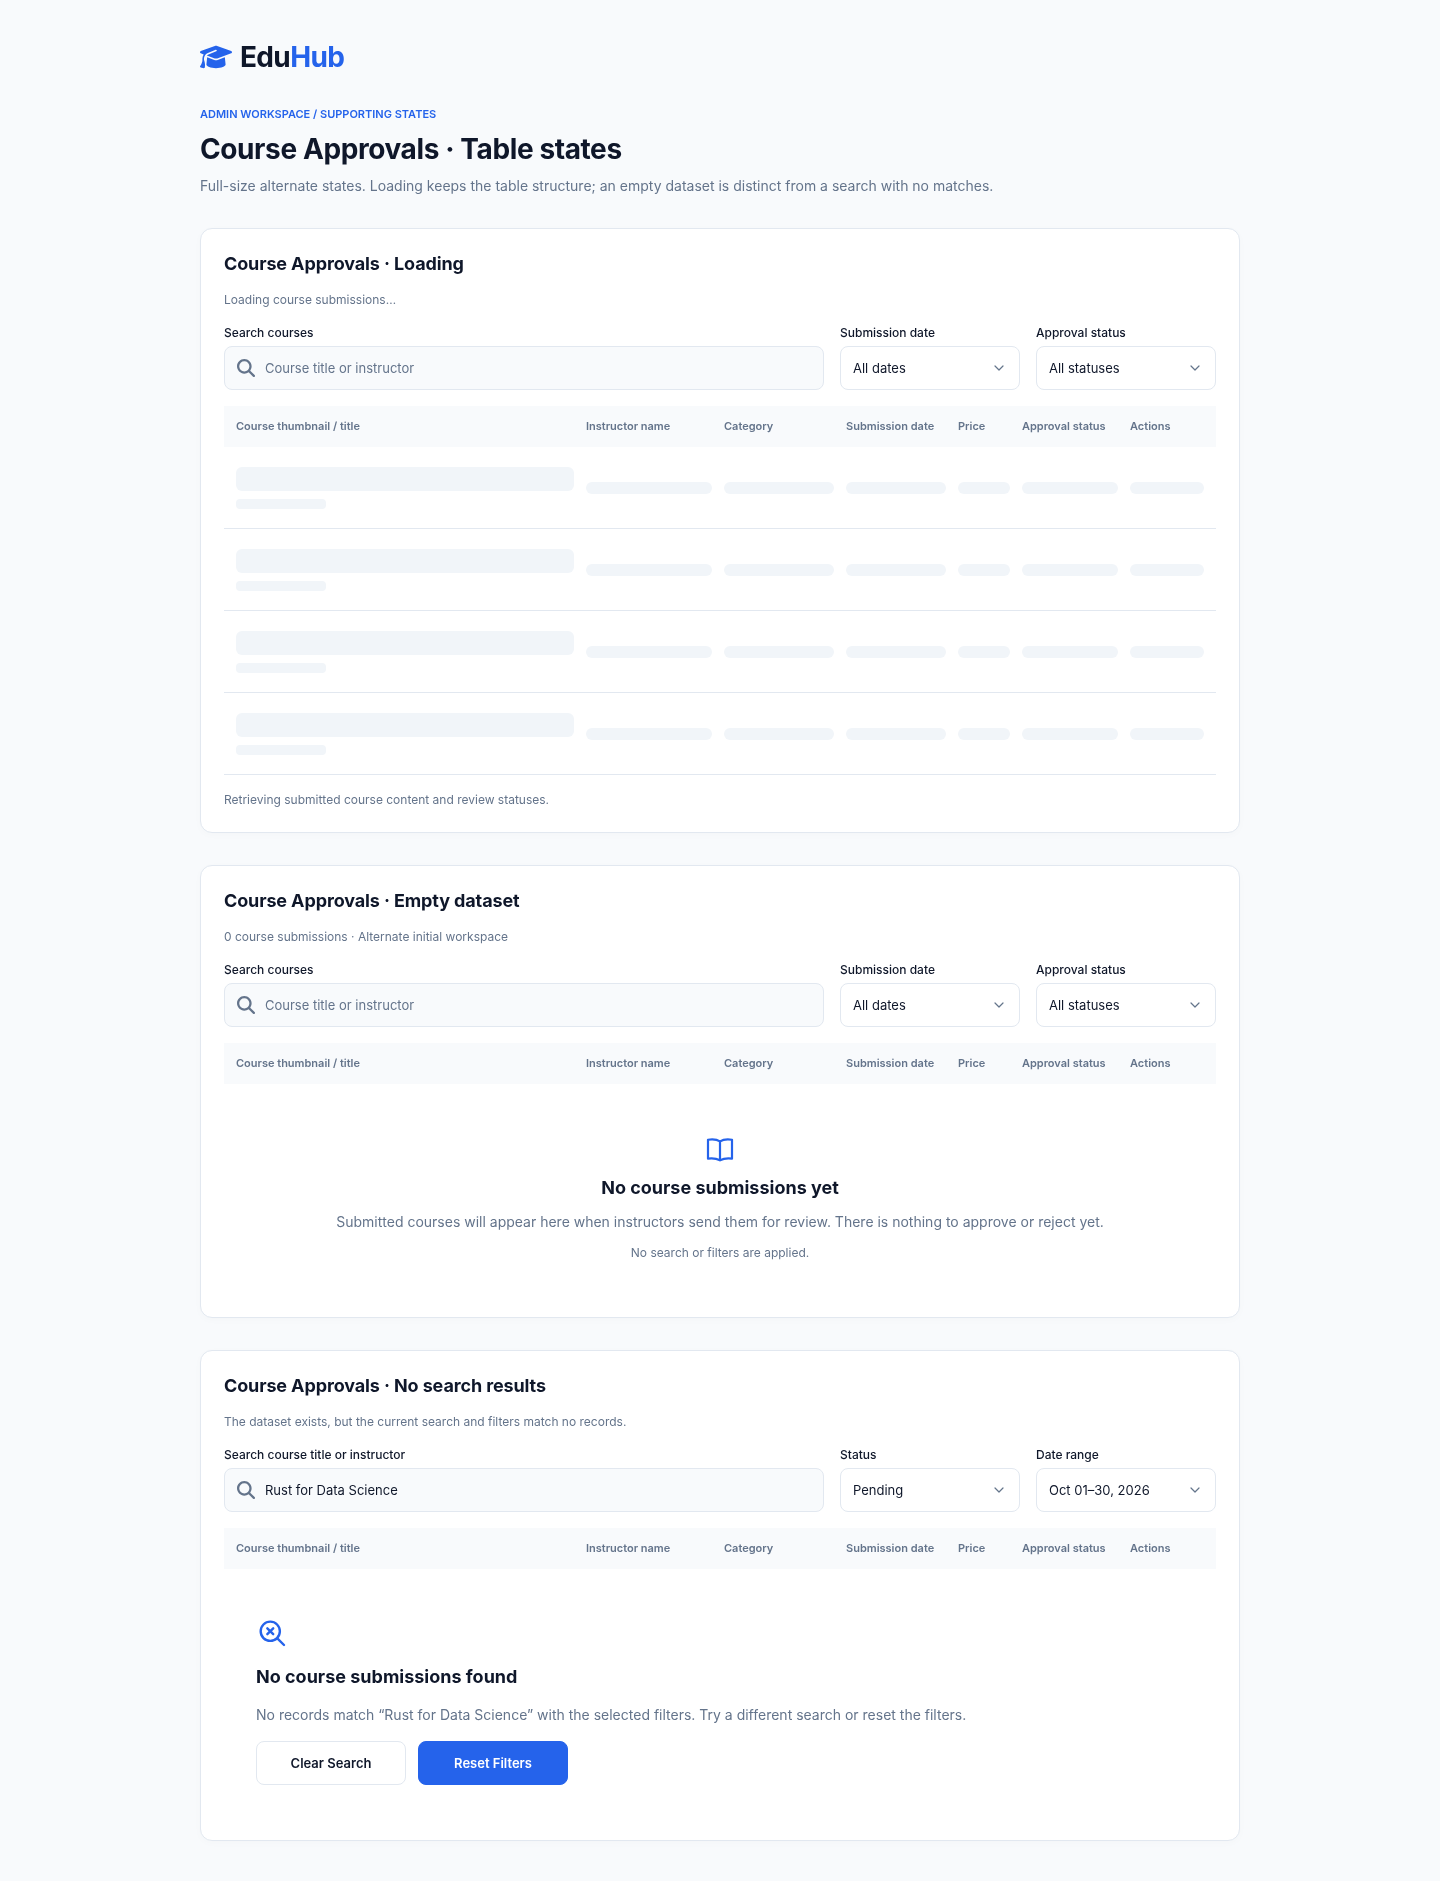 EduHub
ADMIN WORKSPACE / SUPPORTING STATES
Course Approvals · Table states
Full-size alternate states. Loading keeps the table structure; an empty dataset is distinct from a search with no matches.
Course Approvals · Loading
Loading course submissions...
Search courses Submission date Approval status
Course title or instructor All dates All statuses
Course thumbnail / title Instructor name Category Submission date Price Approval status Actions
Retrieving submitted course content and review statuses.
Course Approvals · Empty dataset
0 course submissions · Alternate initial workspace
Search courses Submission date Approval status
Course title or instructor All dates All statuses
Course thumbnail / title Instructor name Category Submission date Price Approval status Actions
No course submissions yet
Submitted courses will appear here when instructors send them for review. There is nothing to approve or reject yet.
No search or filters are applied.
Course Approvals · No search results
The dataset exists, but the current search and filters match no records.
Search course title or instructor Status Date range
Rust for Data Science Pending Oct 01–30, 2026
Course thumbnail / title Instructor name Category Submission date Price Approval status Actions
No course submissions found
No records match “Rust for Data Science” with the selected filters. Try a different search or reset the filters.
Clear Search Reset Filters